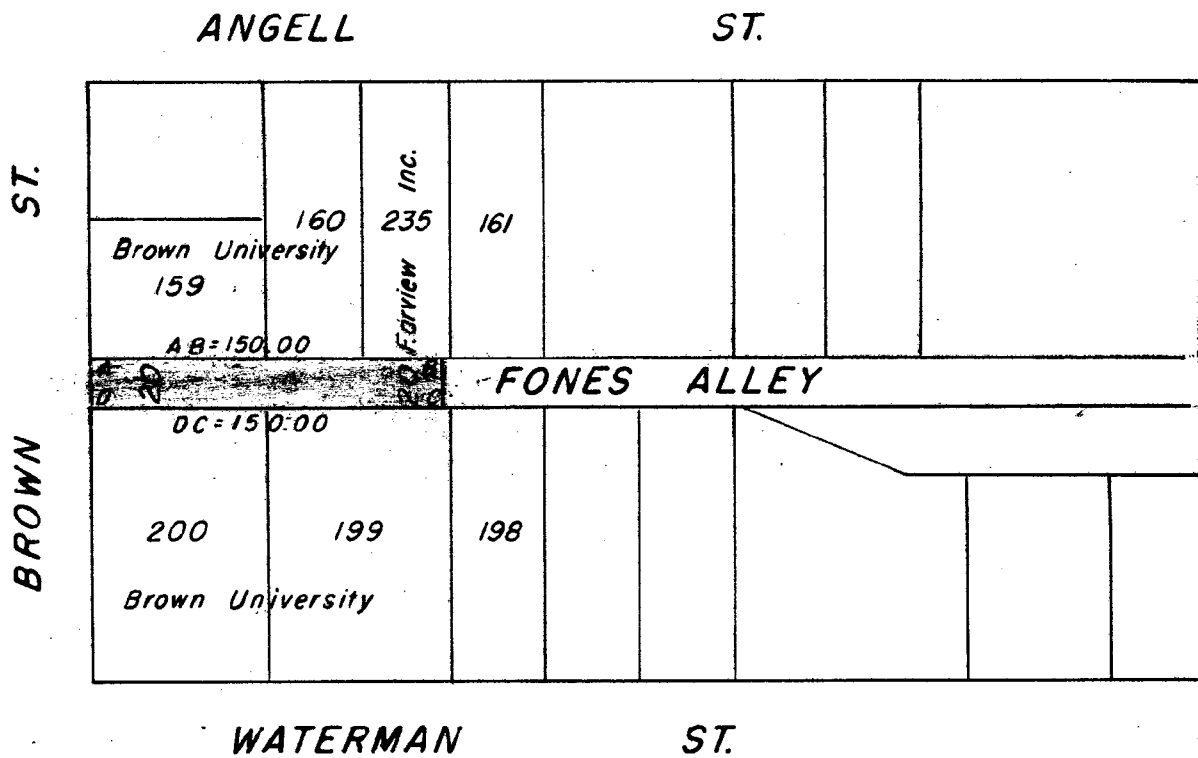 ANGELL ST.
ST.
BROWN
160 235 161
Farview Inc.
Brown University
159
AB=150.00
A 20 20 B
D C
FONES ALLEY
DC=150.00
200 199 198
Brown University
WATERMAN ST.